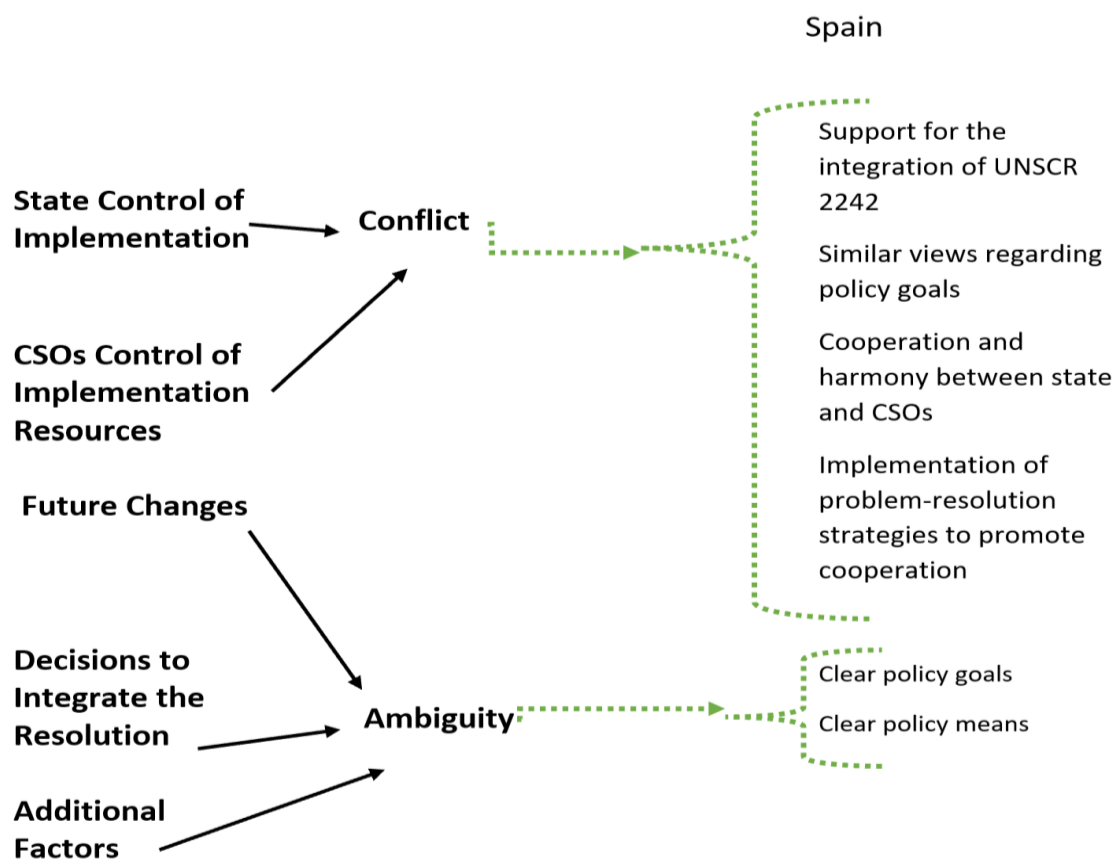 Spain
State Control of
Implementation
Conflict
Support for the
integration of UNSCR
2242
Similar views regarding
policy goals
Cooperation and
harmony between state
and CSOs
Implementation of
problem-resolution
strategies to promote
cooperation
CSOs Control of
Implementation
Resources
Future Changes
Decisions to
Integrate the
Resolution
Ambiguity
Clear policy goals
Clear policy means
Additional
Factors